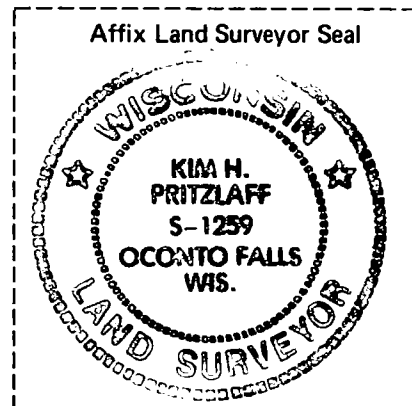 Affix Land Surveyor Seal
WISCONSIN
KIM H.
PRITZLAFF
S-1259
OCONTO FALLS
WIS.
LAND SURVEYOR